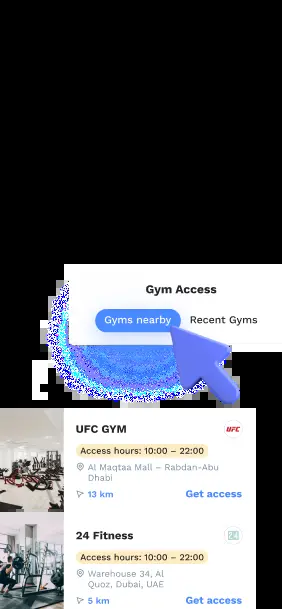 Gym Access
Gyms nearby
Recent Gyms
UFC GYM
UFC
Access hours: 10:00 – 22:00
Al Maqtaa Mall – Rabdan-Abu
Dhabi
13 km
Get access
24 Fitness
24
Access hours: 10:00 – 22:00
Warehouse 34, Al
Quoz, Dubai, UAE
5 km
Get access